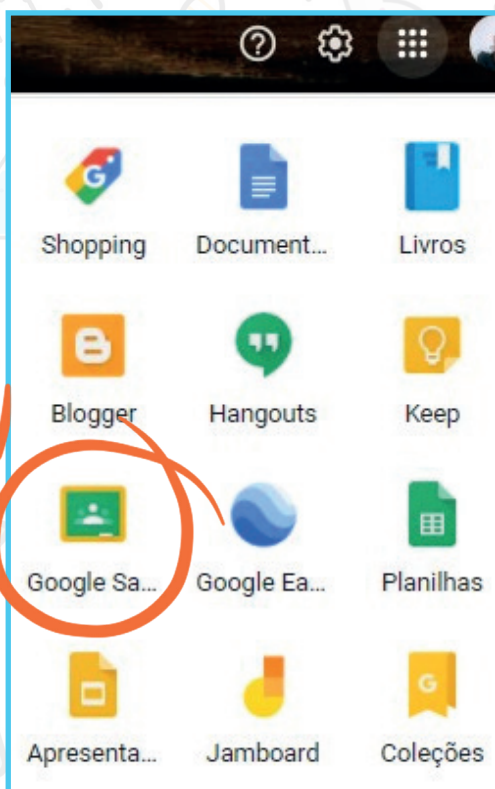 Shopping Document... Livros
Blogger Hangouts Keep
Google Sa... Google Ea... Planilhas
Apresenta... Jamboard Coleções